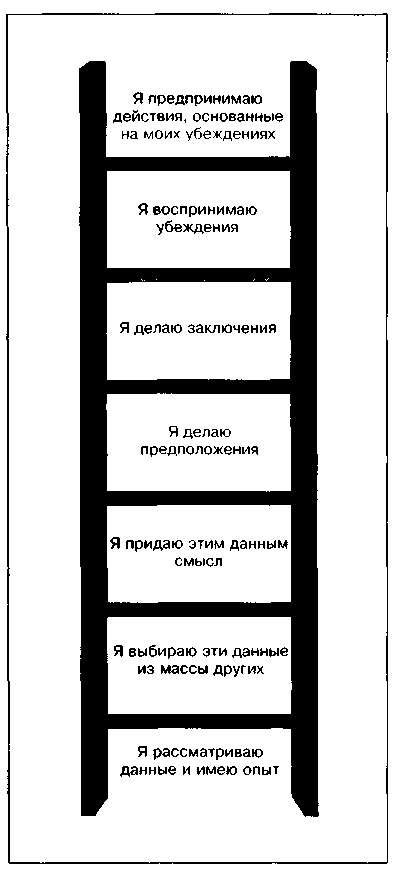 Я предпринимаю
действия, основанные
на моих убеждениях
Я воспринимаю
убеждения
Я делаю заключения
Я делаю
предположения
Я придаю этим данным
смысл
Я выбираю эти данные
из массы других
Я рассматриваю
данные и имею опыт